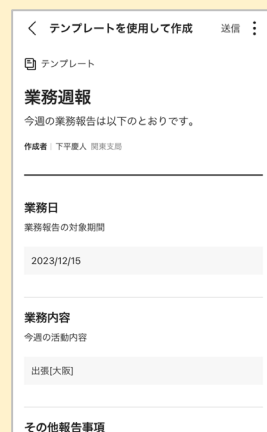 テンプレートを使用して作成 送信
テンプレート
業務週報
今週の業務報告は以下のとおりです。
作成者 下平慶人 関東支局
業務日
業務報告の対象期間
2023/12/15
業務内容
今週の活動内容
出張[大阪]
その他報告事項